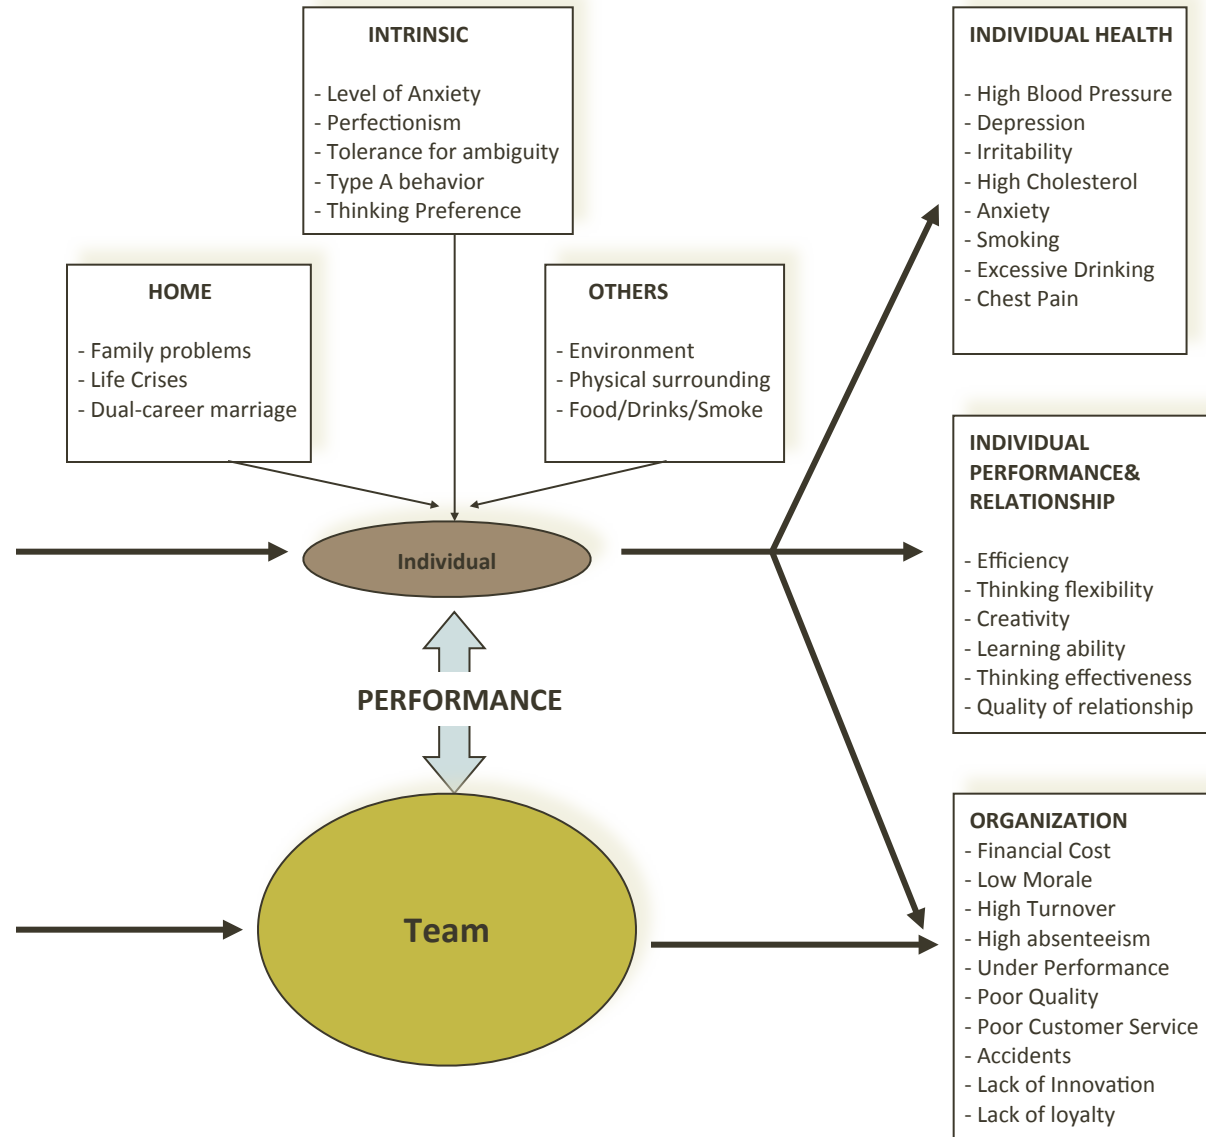 INTRINSIC
- Level of Anxiety
- Perfectionism
- Tolerance for ambiguity
- Type A behavior
- Thinking Preference
HOME
- Family problems
- Life Crises
- Dual-career marriage
OTHERS
- Environment
- Physical surrounding
- Food/Drinks/Smoke
Individual
PERFORMANCE
Team
INDIVIDUAL HEALTH
- High Blood Pressure
- Depression
- Irritability
- High Cholesterol
- Anxiety
- Smoking
- Excessive Drinking
- Chest Pain
INDIVIDUAL
PERFORMANCE&
RELATIONSHIP
- Efficiency
- Thinking flexibility
- Creativity
- Learning ability
- Thinking effectiveness
- Quality of relationship
ORGANIZATION
- Financial Cost
- Low Morale
- High Turnover
- High absenteeism
- Under Performance
- Poor Quality
- Poor Customer Service
- Accidents
- Lack of Innovation
- Lack of loyalty